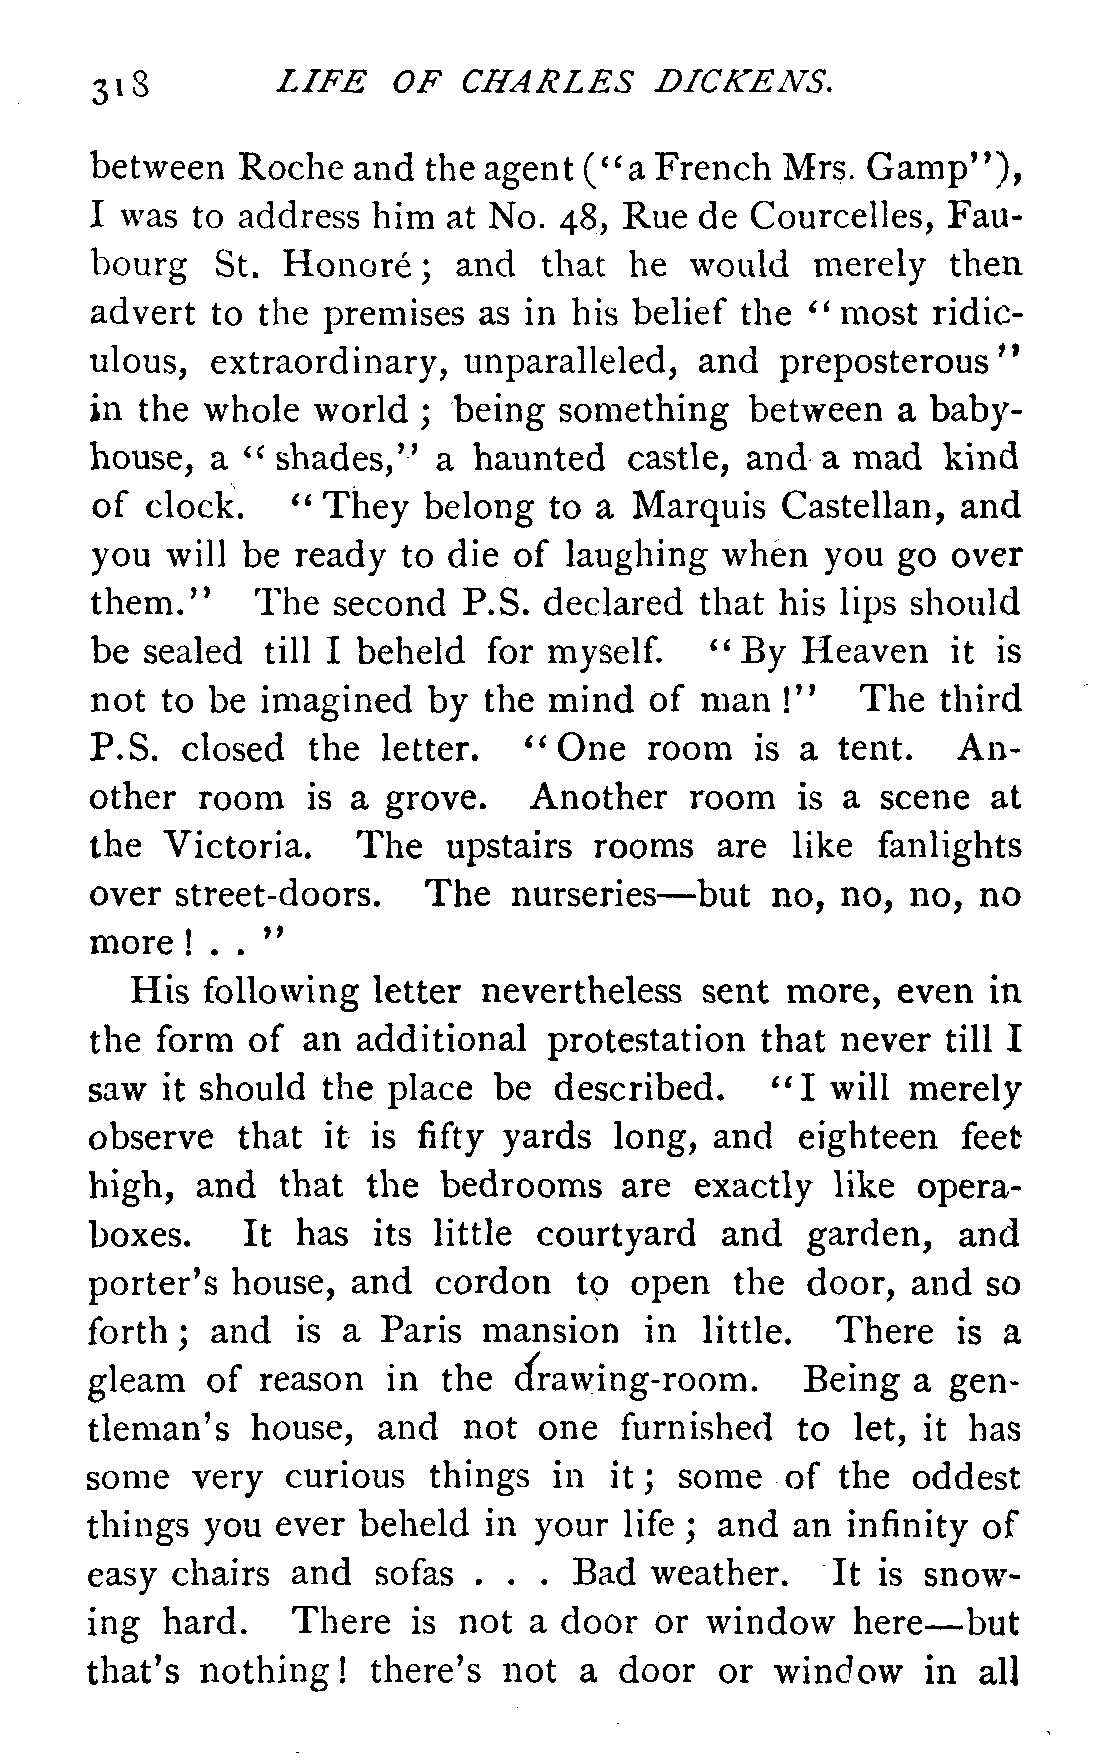 318 LIFE OF CHARLES DICKENS.
between Roche and the agent ("a French Mrs. Gamp"),
I was to address him at No. 48, Rue de Courcelles, Fau-
bourg St. Honoré; and that he would merely then
advert to the premises as in his belief the "most ridic-
ulous, extraordinary, unparalleled, and preposterous"
in the whole world; being something between a baby-
house, a "shades," a haunted castle, and a mad kind
of clock. "They belong to a Marquis Castellan, and
you will be ready to die of laughing when you go over
them." The second P.S. declared that his lips should
be sealed till I beheld for myself. "By Heaven it is
not to be imagined by the mind of man!" The third
P.S. closed the letter. "One room is a tent. An-
other room is a grove. Another room is a scene at
the Victoria. The upstairs rooms are like fanlights
over street-doors. The nurseries—but no, no, no, no
more! . . "
His following letter nevertheless sent more, even in
the form of an additional protestation that never till I
saw it should the place be described. "I will merely
observe that it is fifty yards long, and eighteen feet
high, and that the bedrooms are exactly like opera-
boxes. It has its little courtyard and garden, and
porter's house, and cordon to open the door, and so
forth; and is a Paris mansion in little. There is a
gleam of reason in the drawing-room. Being a gen-
tleman's house, and not one furnished to let, it has
some very curious things in it; some of the oddest
things you ever beheld in your life; and an infinity of
easy chairs and sofas . . . Bad weather. It is snow-
ing hard. There is not a door or window here—but
that's nothing! there's not a door or window in all